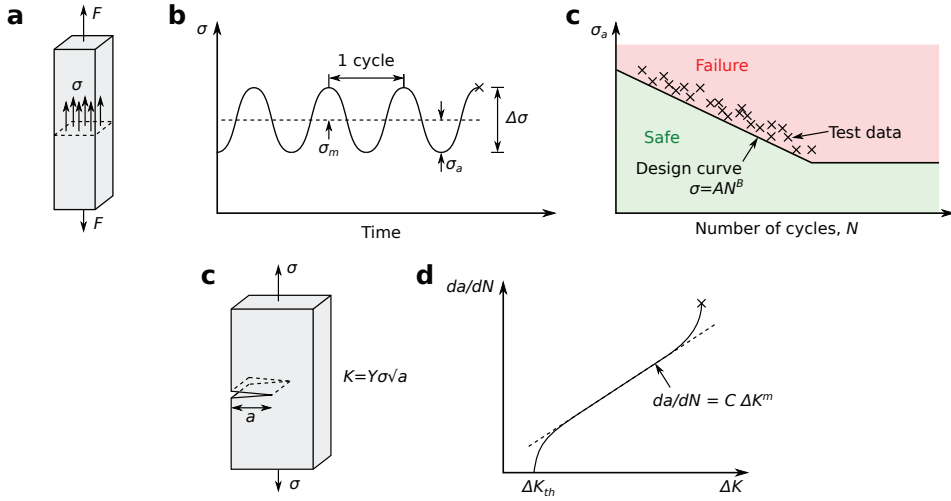 a
F
σ
F
b
σ
1 cycle
Δσ
σm
σa
Time
c
σa
Failure
Safe
Test data
Design curve
σ=AN^B
Number of cycles, N
c
σ
a
σ
K=Yσ√a
d
da/dN
da/dN = C ΔK^m
ΔKth
ΔK